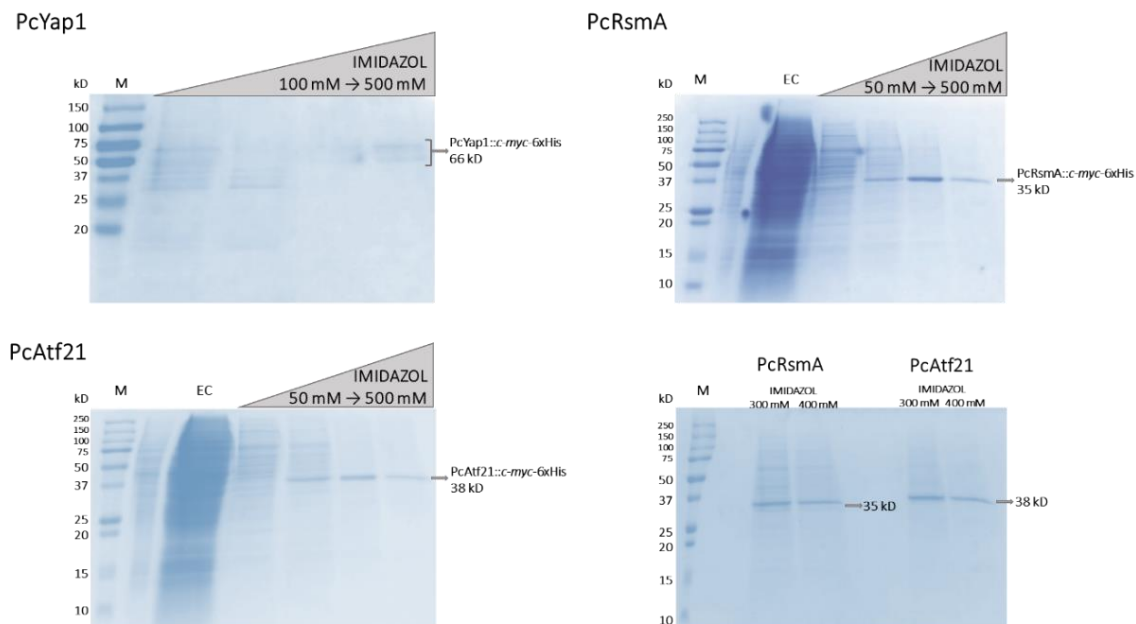 PcYap1
IMIDAZOL
100 mM → 500 mM
kD M
150
100
75
50
37
25
20
PcYap1::c-myc-6xHis
66 kD
PcRsmA
IMIDAZOL
50 mM → 500 mM
kD M EC
250
150
100
75
50
37
25
20
15
10
PcRsmA::c-myc-6xHis
35 kD
PcAtf21
IMIDAZOL
50 mM → 500 mM
kD M EC
250
150
100
75
50
37
25
20
15
10
PcAtf21::c-myc-6xHis
38 kD
PcRsmA PcAtf21
M IMIDAZOL IMIDAZOL
kD 300 mM 400 mM 300 mM 400 mM
250
150
100
75
50
37
25
20
15
10
35 kD
38 kD